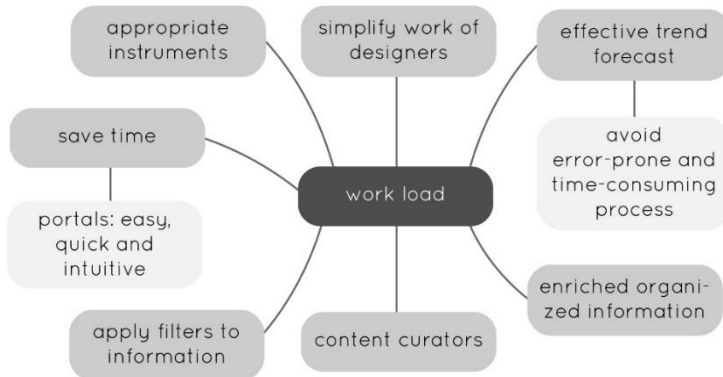 appropriate
instruments
simplify work of
designers
effective trend
forecast
save time
avoid
error-prone and
time-consuming
process
work load
portals: easy,
quick and
intuitive
enriched organi-
zed information
apply filters to
information
content curators